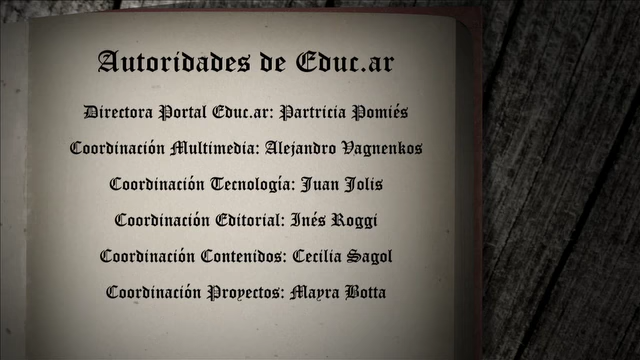 Autoridades de Educ.ar
Directora Portal Educ.ar: Partricia Pomiés
Coordinación Multimedia: Alejandro Vagnenkos
Coordinación Tecnología: Juan Jolis
Coordinación Editorial: Inés Roggi
Coordinación Contenidos: Cecilia Sagol
Coordinación Proyectos: Mayra Botta